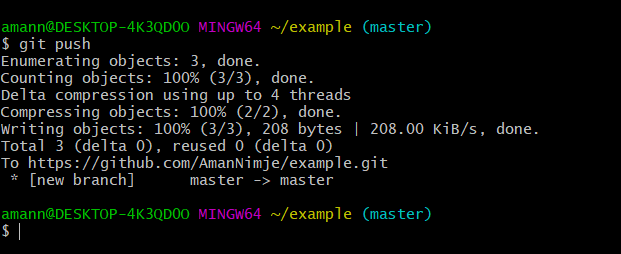 amann@DESKTOP-4K3QD0O MINGW64 ~/example (master)
$ git push
Enumerating objects: 3, done.
Counting objects: 100% (3/3), done.
Delta compression using up to 4 threads
Compressing objects: 100% (2/2), done.
Writing objects: 100% (3/3), 208 bytes | 208.00 KiB/s, done.
Total 3 (delta 0), reused 0 (delta 0)
To https://github.com/AmanNimje/example.git
 * [new branch]      master -> master
amann@DESKTOP-4K3QD0O MINGW64 ~/example (master)
$